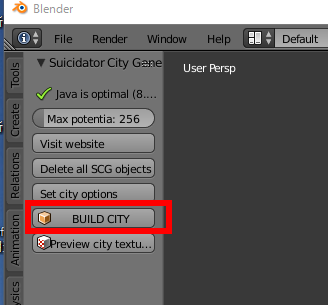 Blender
File Render Window Help Default
Suicidator City Gene
User Persp
Java is optimal (8....
Max potentia: 256
Visit website
Delete all SCG objects
Set city options
BUILD CITY
Preview city textu...
Tools
Create
Relations
Animation
ysics